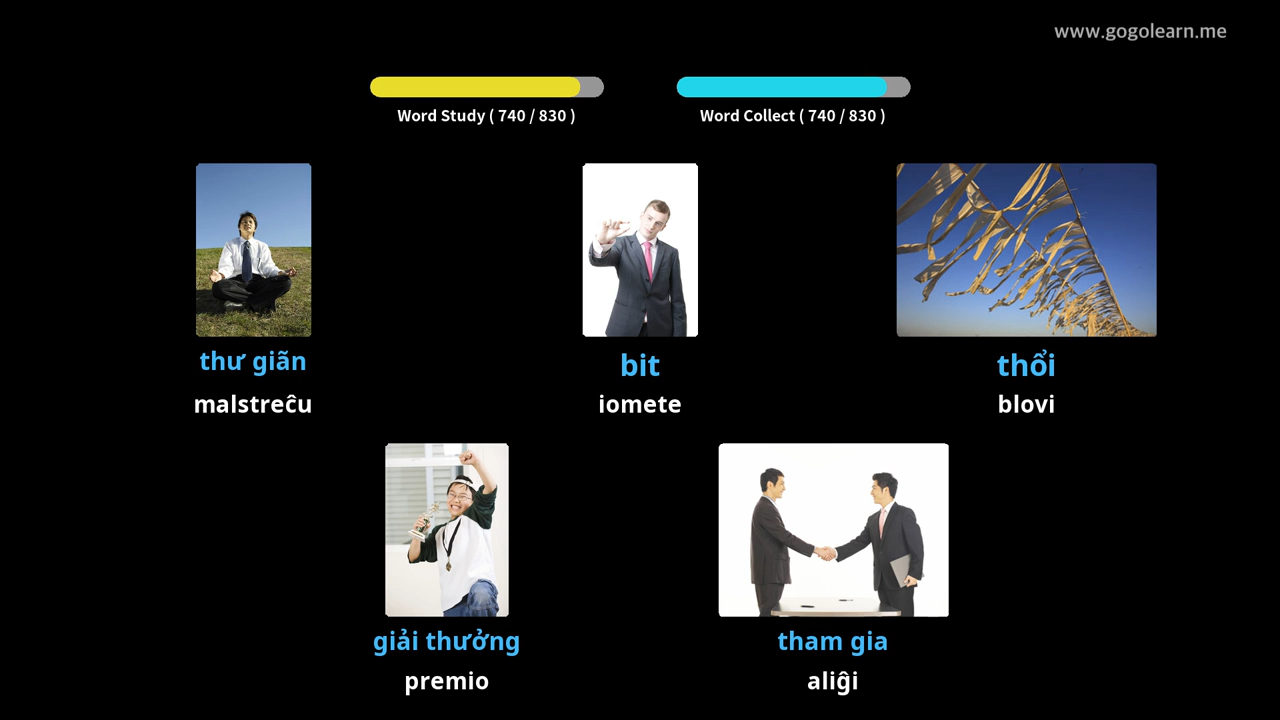 www.gogolearn.me
Word Study ( 740 / 830 )
Word Collect ( 740 / 830 )
thư giãn
malstreĉu
bit
iomete
thổi
blovi
giải thưởng
premio
tham gia
aliĝi